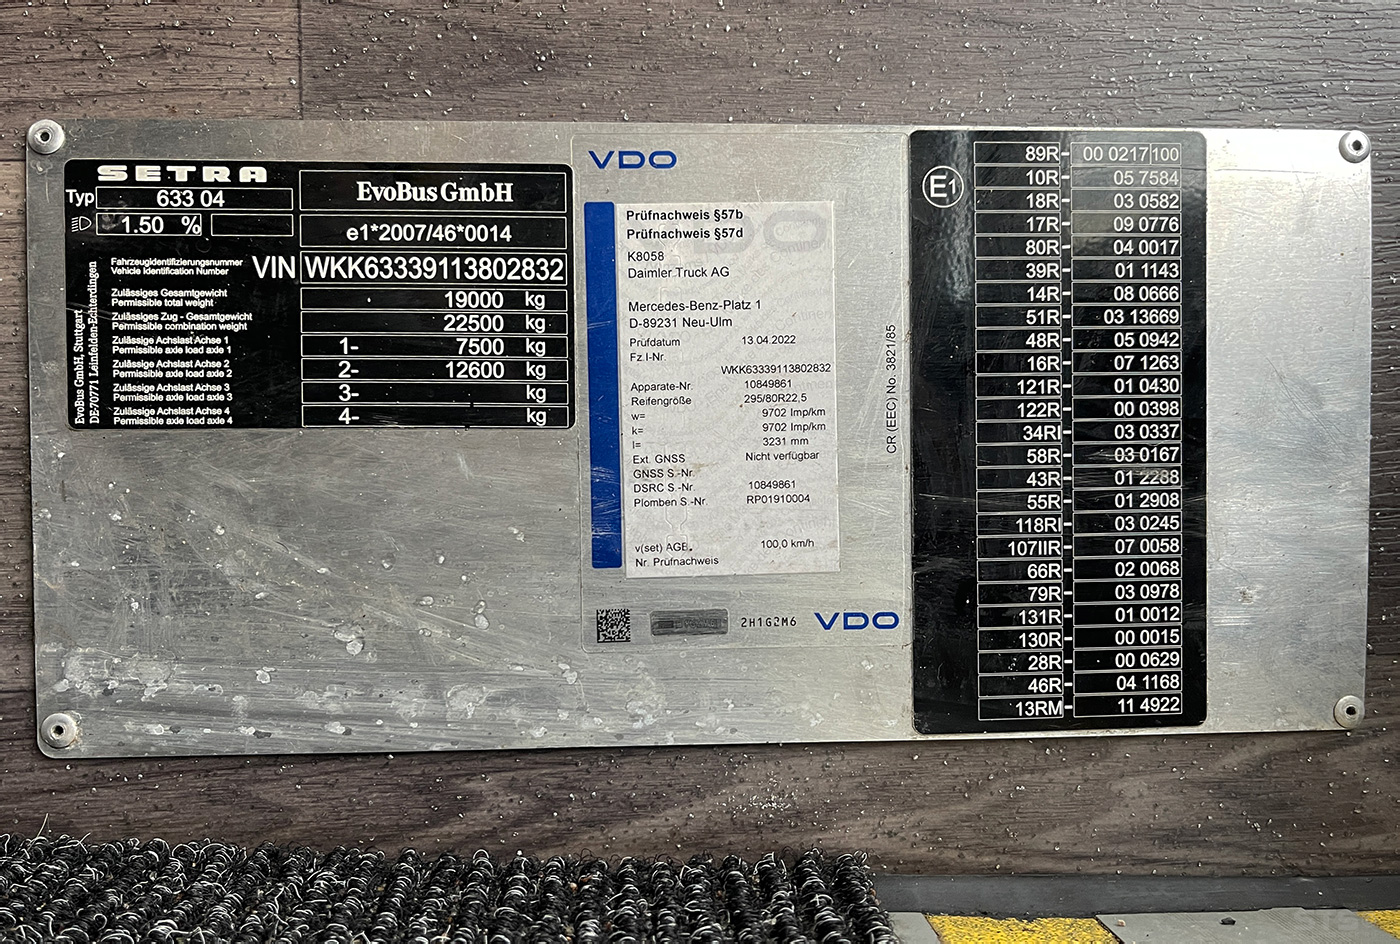 SETRA
Typ 633 04
1.50 %
EvoBus GmbH
e1*2007/46*0014
Fahrzeugidentifizierungsnummer
Vehicle Identification Number
VIN WKK63339113802832
Zulässiges Gesamtgewicht
Permissible total weight
19000 kg
Zulässiges Zug - Gesamtgewicht
Permissible combination weight
22500 kg
Zulässige Achslast Achse 1
Permissible axle load axle 1
1- 7500 kg
Zulässige Achslast Achse 2
Permissible axle load axle 2
2- 12600 kg
Zulässige Achslast Achse 3
Permissible axle load axle 3
3- kg
Zulässige Achslast Achse 4
Permissible axle load axle 4
4- kg
EvoBus GmbH, Stuttgart
DE-70771 Leinfelden-Echterdingen
VDO
Prüfnachweis §57b
Prüfnachweis §57d
K8058
Daimler Truck AG
Mercedes-Benz-Platz 1
D-89231 Neu-Ulm
Prüfdatum 13.04.2022
Fz.I-Nr.
WKK63339113802832
Apparate-Nr. 10849861
Reifengröße 295/80R22,5
w= 9702 Imp/km
k= 9702 Imp/km
l= 3231 mm
Ext. GNSS Nicht verfügbar
GNSS S.-Nr.
DSRC S.-Nr. 10849861
Plomben S.-Nr. RP01910004
v(set) AGB. 100,0 km/h
Nr. Prüfnachweis
2H1G2M6 VDO
CR (EEC) No. 3821/85
E1
89R- 00 0217 100
10R- 05 7584
18R- 03 0582
17R- 09 0776
80R- 04 0017
39R- 01 1143
14R- 08 0666
51R- 03 13669
48R- 05 0942
16R- 07 1263
121R- 01 0430
122R- 00 0398
34RI- 03 0337
58R- 03 0167
43R- 01 2288
55R- 01 2908
118RI- 03 0245
107IIR- 07 0058
66R- 02 0068
79R- 03 0978
131R- 01 0012
130R- 00 0015
28R- 00 0629
46R- 04 1168
13RM- 11 4922